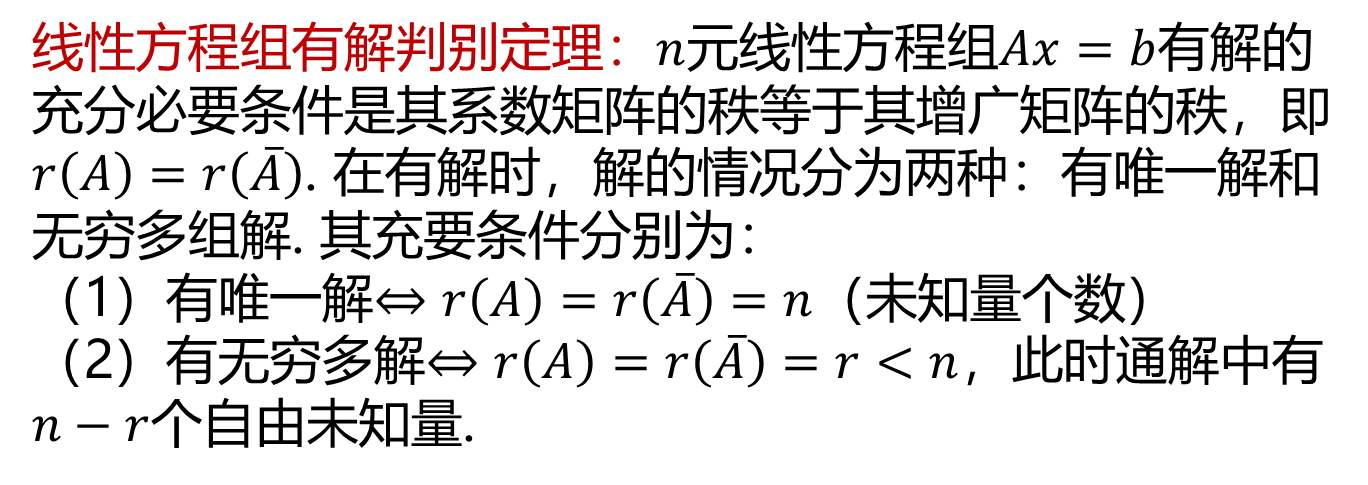 线性方程组有解判别定理：n元线性方程组Ax = b有解的
充分必要条件是其系数矩阵的秩等于其增广矩阵的秩，即
r(A) = r(Ā). 在有解时，解的情况分为两种：有唯一解和
无穷多组解. 其充要条件分别为：
（1）有唯一解⇔ r(A) = r(Ā) = n（未知量个数）
（2）有无穷多解⇔ r(A) = r(Ā) = r < n，此时通解中有
n − r个自由未知量.